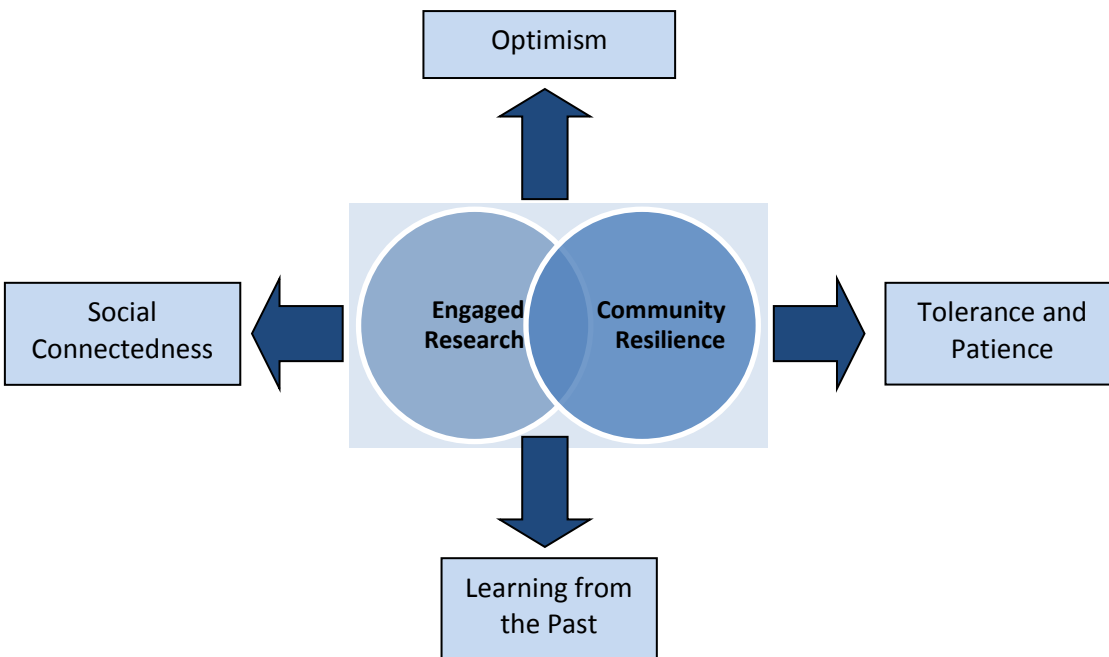 Optimism
Social
Connectedness
Engaged
Research
Community
Resilience
Tolerance and
Patience
Learning from
the Past